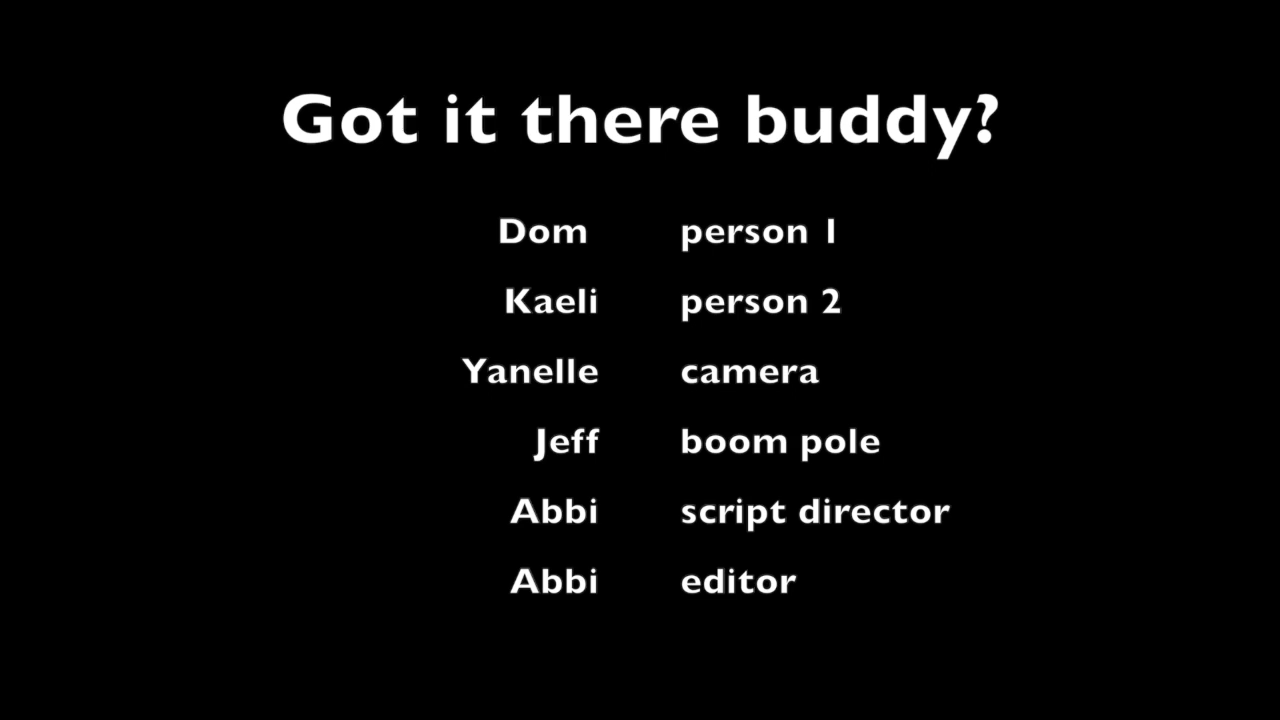 Got it there buddy?
Dom person 1
Kaeli person 2
Yanelle camera
Jeff boom pole
Abbi script director
Abbi editor